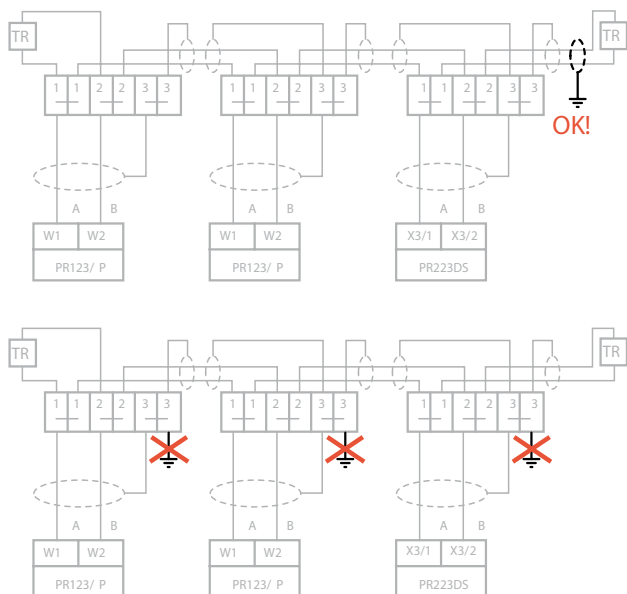 TR TR
1 1 2 2 3 3 1 1 2 2 3 3 1 1 2 2 3 3
OK!
A B A B A B
W1 W2 W1 W2 X3/1 X3/2
PR123/ P PR123/ P PR223DS
TR TR
1 1 2 2 3 3 1 1 2 2 3 3 1 1 2 2 3 3
A B A B A B
W1 W2 W1 W2 X3/1 X3/2
PR123/ P PR123/ P PR223DS